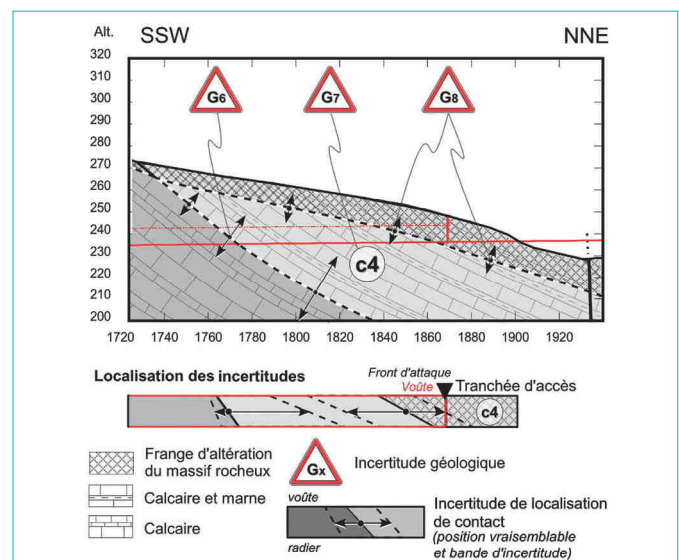 Alt. SSW NNE
320
310
300
290
280
270
260
250
240
230
220
210
200
G6 G7 G8
c4
1720 1740 1760 1780 1800 1820 1840 1860 1880 1900 1920
Localisation des incertitudes
Front d'attaque
Voûte
Tranchée d'accès
c4
Frange d'altération
du massif rocheux
Calcaire et marne
Calcaire
Gx
Incertitude géologique
voûte
radier
Incertitude de localisation
de contact
(position vraisemblable
et bande d'incertitude)